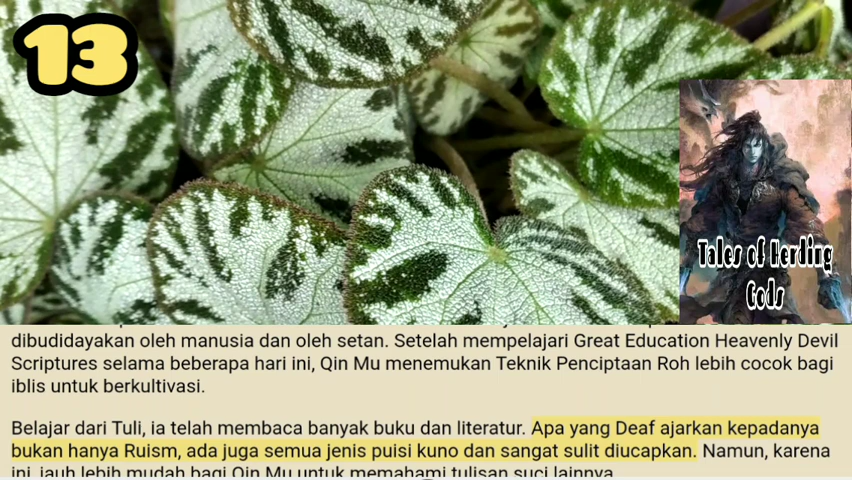 13
Tales of Herding
Gods
dibudidayakan oleh manusia dan oleh setan. Setelah mempelajari Great Education Heavenly Devil
Scriptures selama beberapa hari ini, Qin Mu menemukan Teknik Penciptaan Roh lebih cocok bagi
iblis untuk berkultivasi.
Belajar dari Tuli, ia telah membaca banyak buku dan literatur. Apa yang Deaf ajarkan kepadanya
bukan hanya Ruism, ada juga semua jenis puisi kuno dan sangat sulit diucapkan. Namun, karena
ini, jauh lebih mudah bagi Qin Mu untuk memahami tulisan suci lainnya.